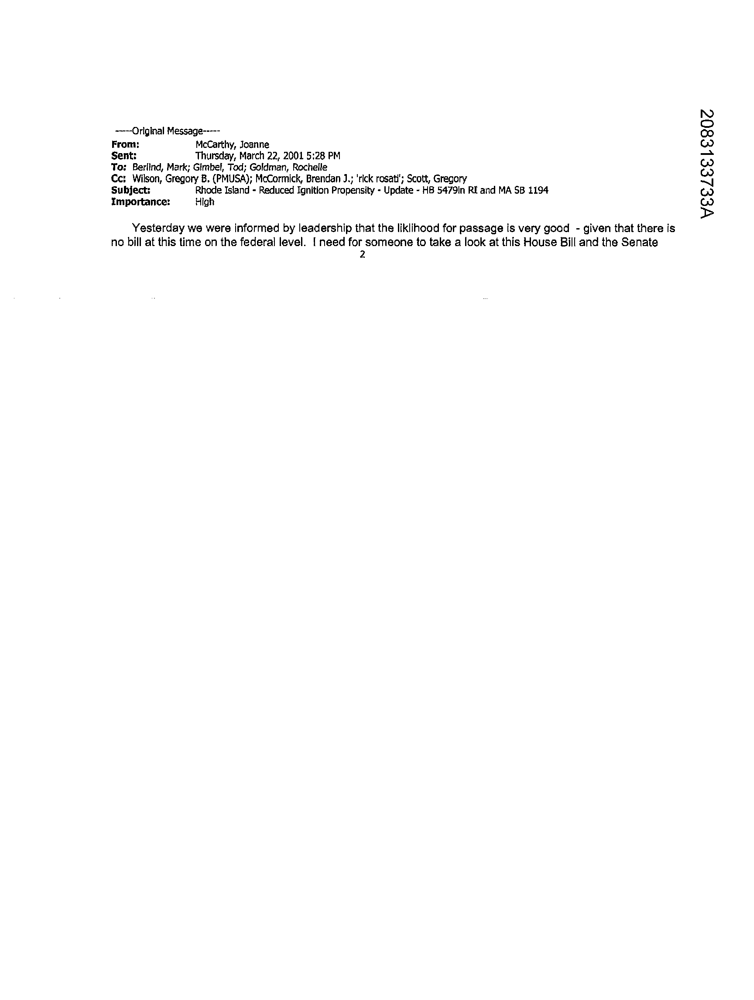 -----Original Message-----
From: McCarthy, Joanne
Sent: Thursday, March 22, 2001 5:28 PM
To: Berlind, Mark; Gimbel, Tod; Goldman, Rochelle
Cc: Wilson, Gregory B. (PMUSA); McCormick, Brendan J.; 'rick rosati'; Scott, Gregory
Subject: Rhode Island - Reduced Ignition Propensity - Update - HB 5479in RI and MA SB 1194
Importance: High
Yesterday we were informed by leadership that the liklihood for passage is very good - given that there is
no bill at this time on the federal level. I need for someone to take a look at this House Bill and the Senate
2
2083133733A